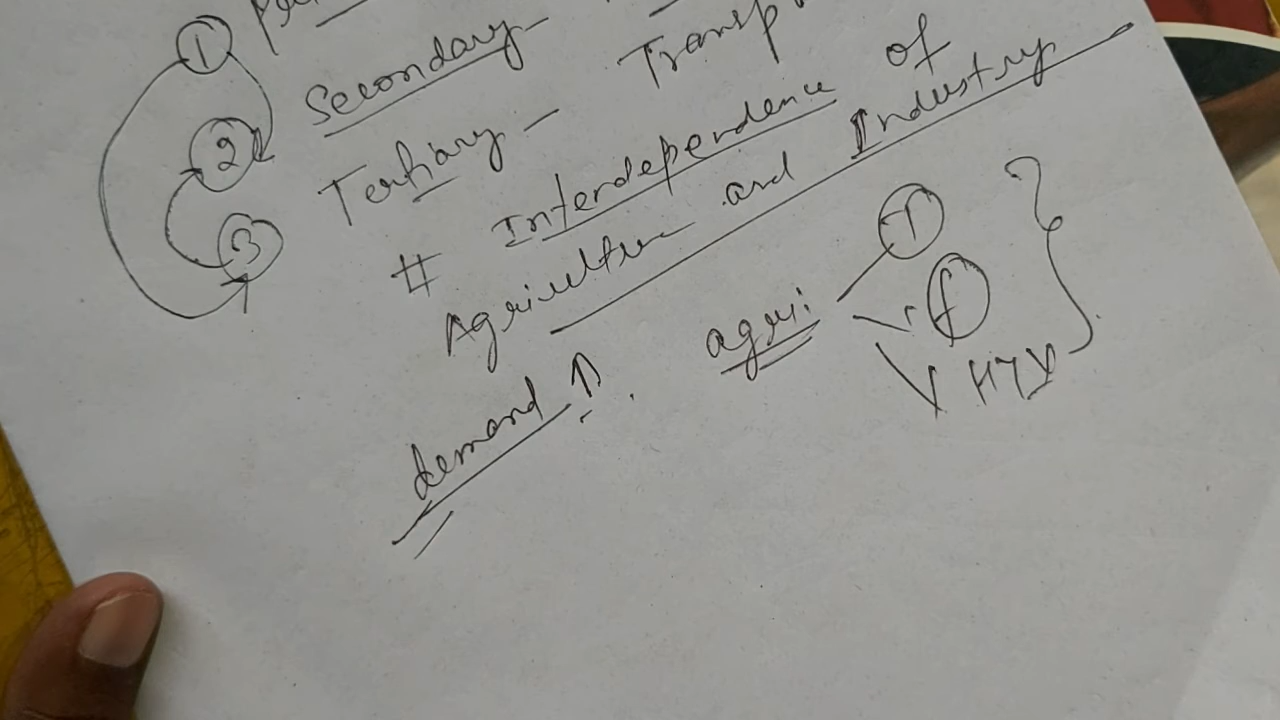 1
2 Secondary -
3 Tertiary - Transp
# Interdependence of
Agriculture and Industry
agri: T
f
HYV
demand ↑